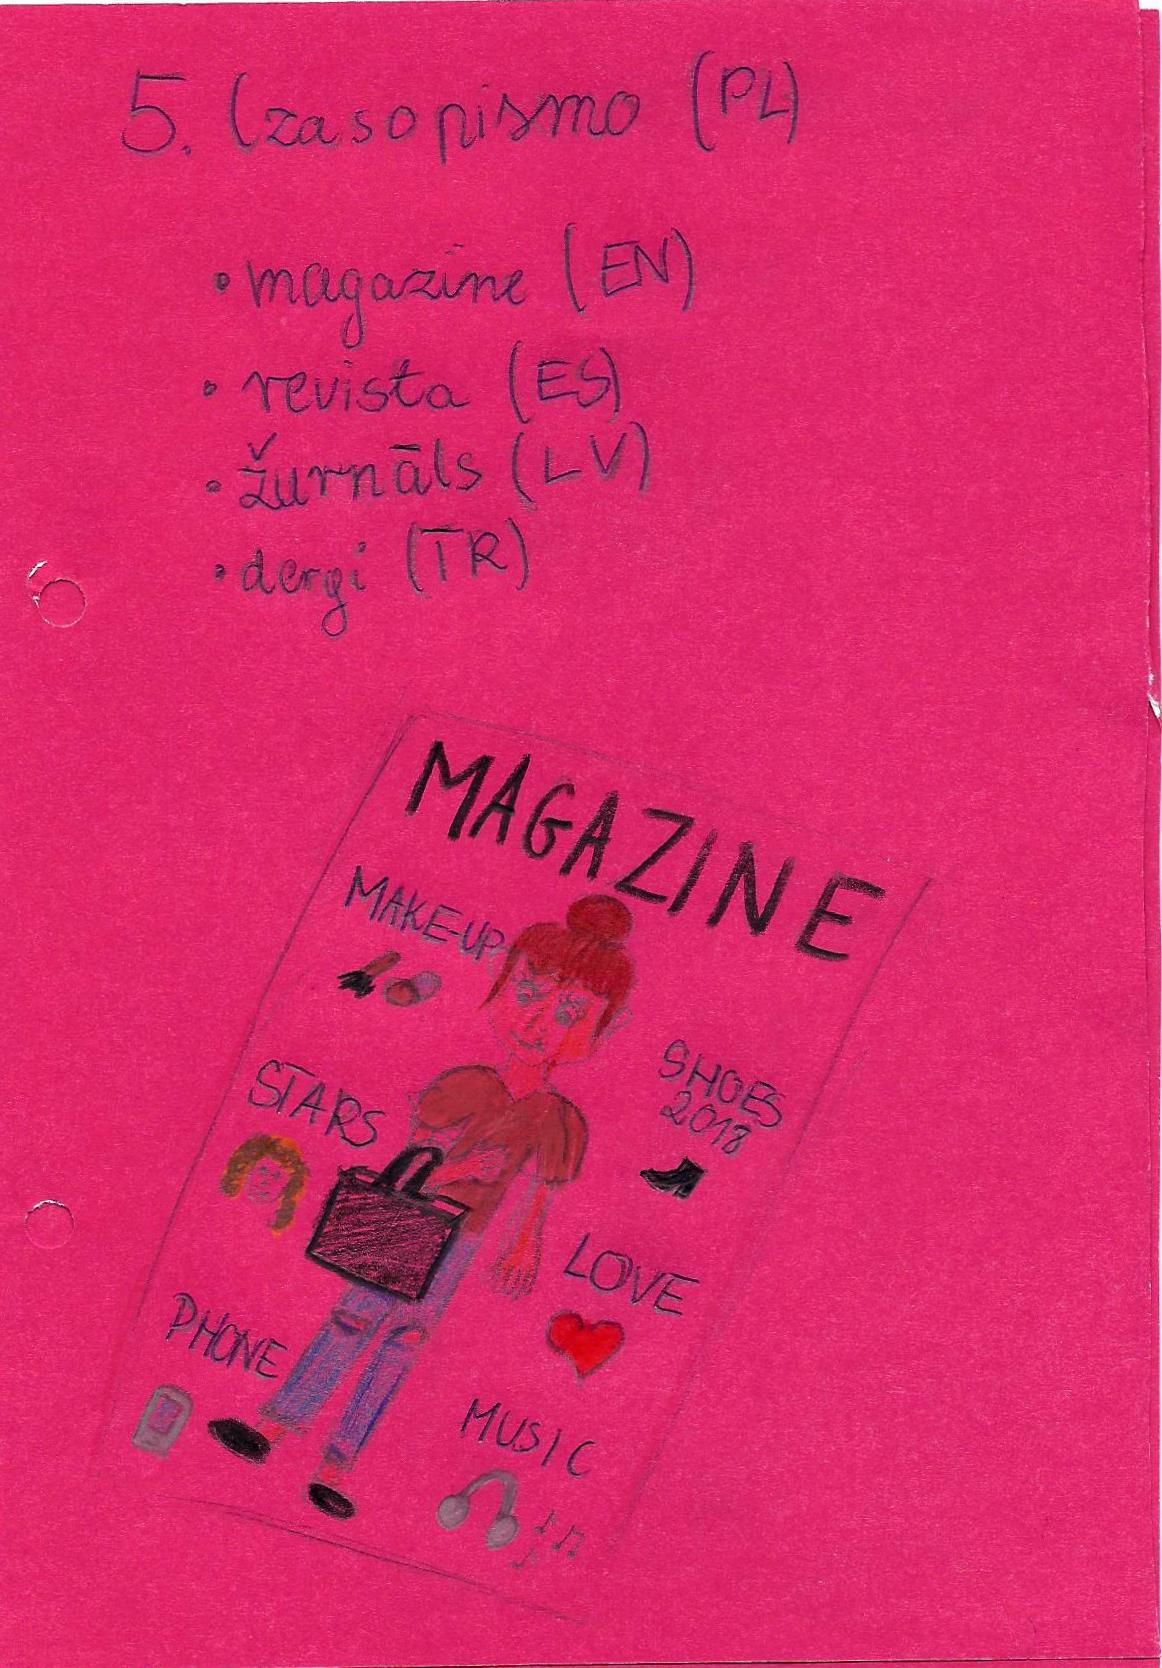 5. Czasopismo (PL)
• magazine (EN)
• revista (ES)
• žurnāls (LV)
• dergi (TR)
MAGAZINE
MAKE-UP
STARS
SHOES
2018
LOVE
PHONE
MUSIC